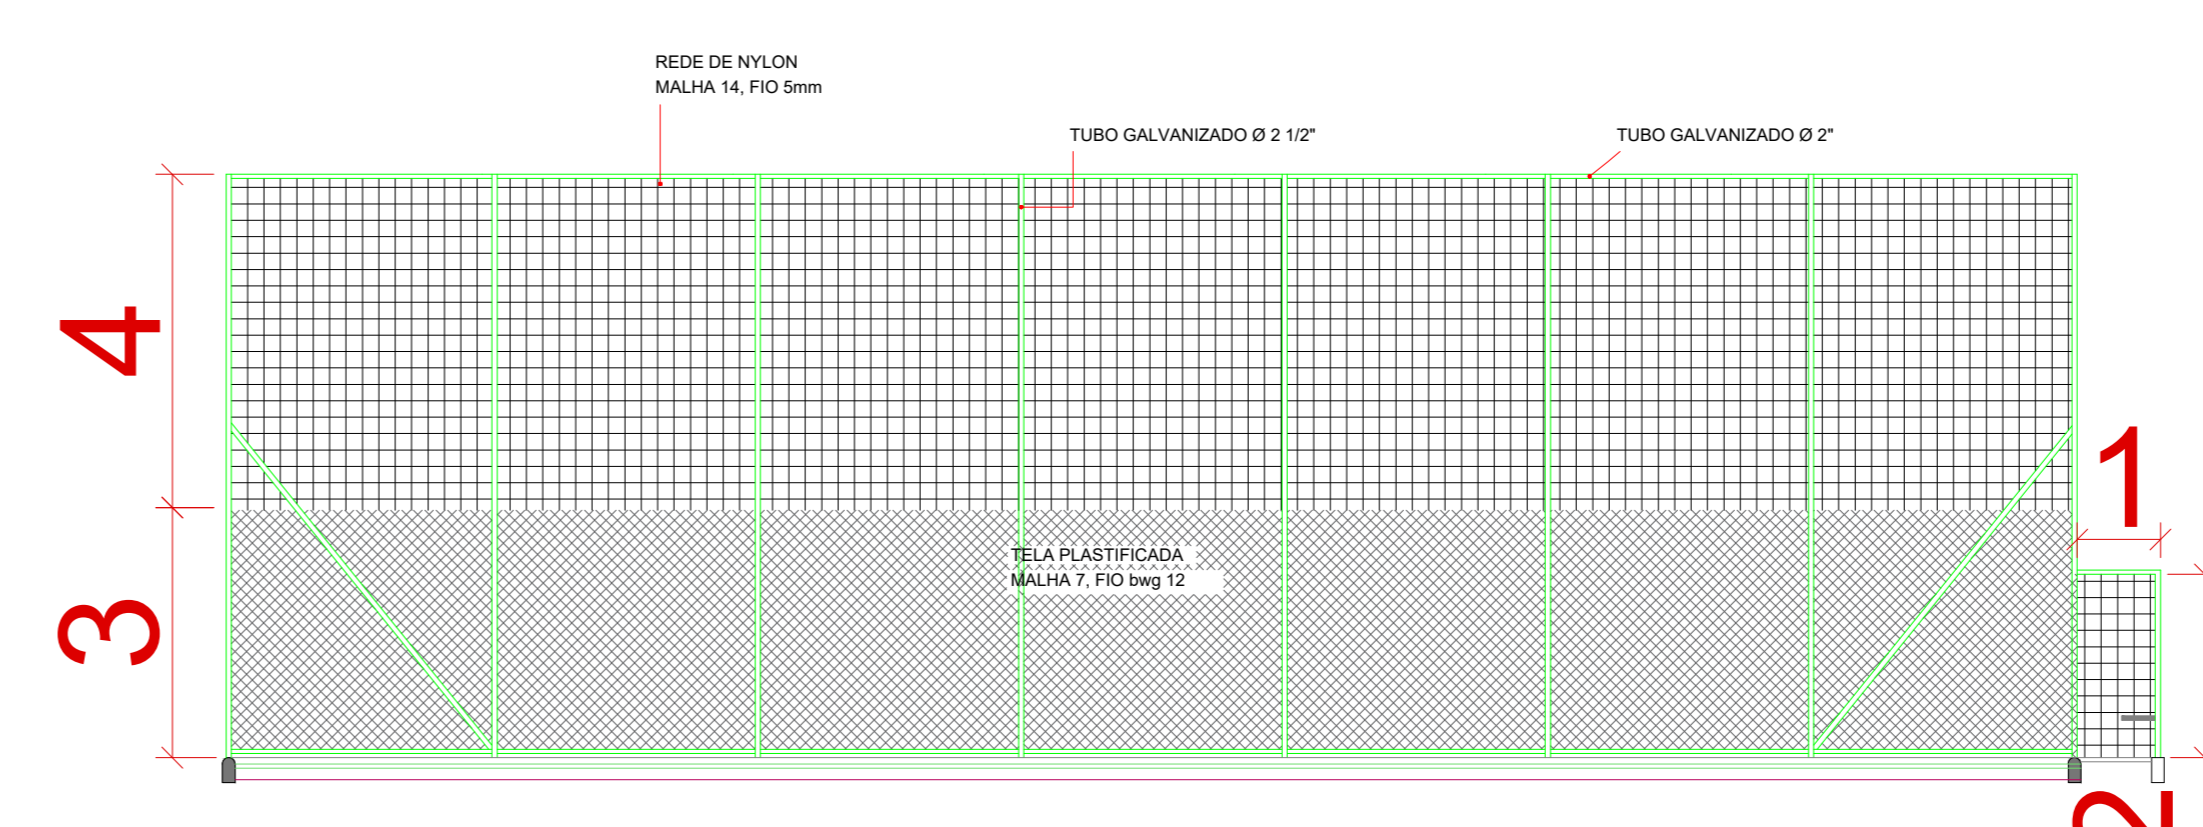 REDE DE NYLON
MALHA 14, FIO 5mm
TUBO GALVANIZADO Ø 2 1/2"
TUBO GALVANIZADO Ø 2"
4
1
TELA PLASTIFICADA
MALHA 7, FIO bwg 12
3
2